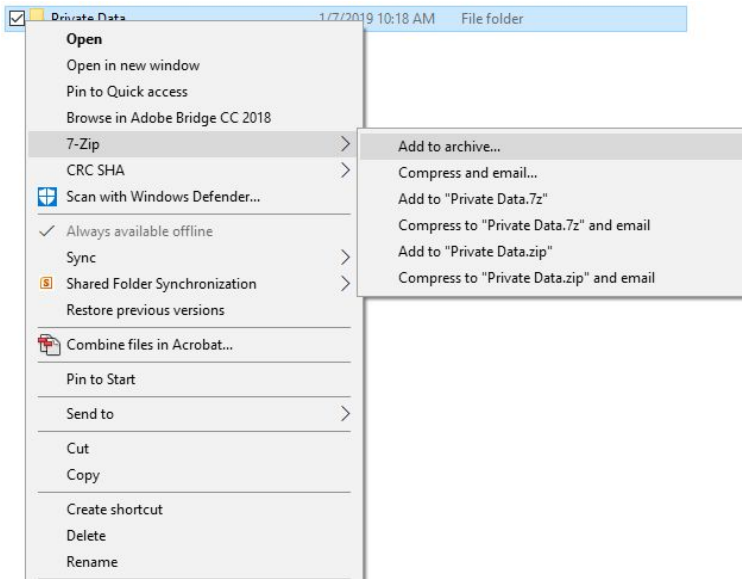 Private Data 1/7/2019 10:18 AM File folder
Open
Open in new window
Pin to Quick access
Browse in Adobe Bridge CC 2018
7-Zip
CRC SHA
Scan with Windows Defender...
Always available offline
Sync
Shared Folder Synchronization
Restore previous versions
Combine files in Acrobat...
Pin to Start
Send to
Cut
Copy
Create shortcut
Delete
Rename
Add to archive...
Compress and email...
Add to "Private Data.7z"
Compress to "Private Data.7z" and email
Add to "Private Data.zip"
Compress to "Private Data.zip" and email